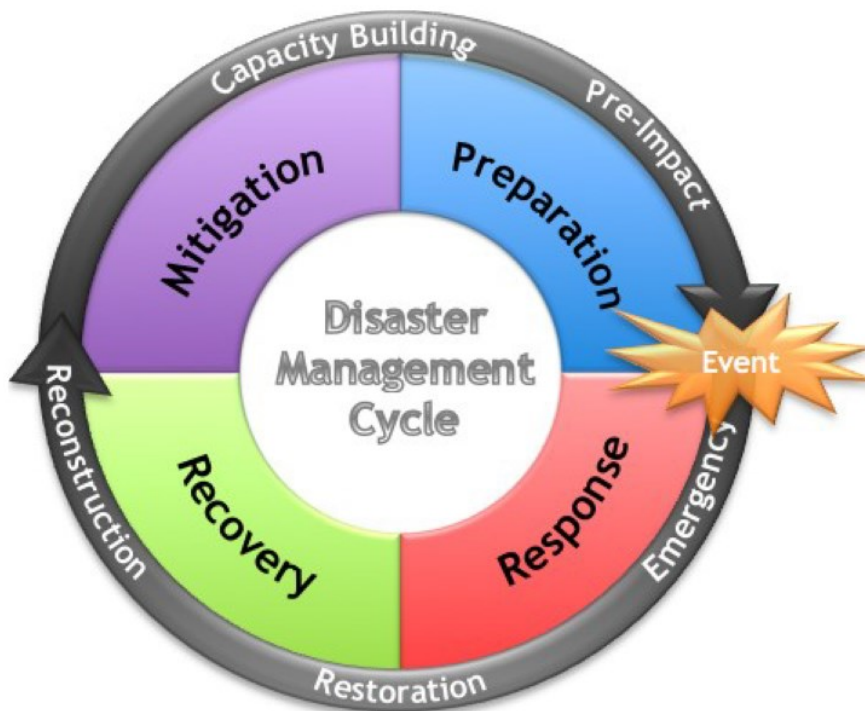 Capacity Building
Pre-Impact
Mitigation
Preparation
Disaster
Management
Cycle
Event
Reconstruction
Recovery
Response
Emergency
Restoration